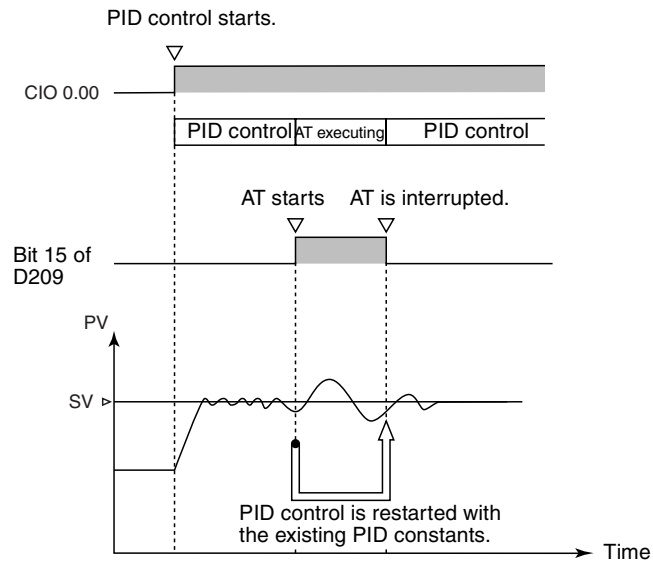 PID control starts.
CIO 0.00
PID control AT executing PID control
AT starts AT is interrupted.
Bit 15 of
D209
PV
SV
PID control is restarted with
the existing PID constants.
Time